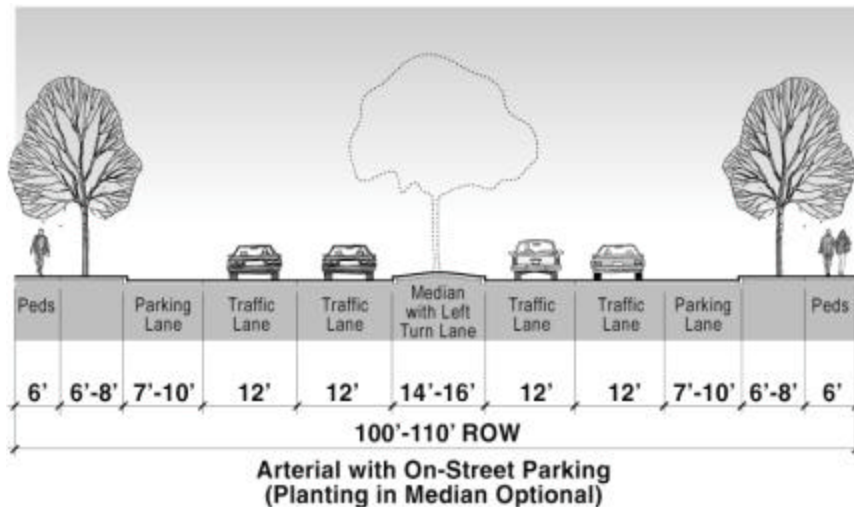 Peds
Parking Lane
Traffic Lane
Traffic Lane
Median with Left Turn Lane
Traffic Lane
Traffic Lane
Parking Lane
Peds
6' 6'-8' 7'-10' 12' 12' 14'-16' 12' 12' 7'-10' 6'-8' 6'
100'-110' ROW
Arterial with On-Street Parking
(Planting in Median Optional)